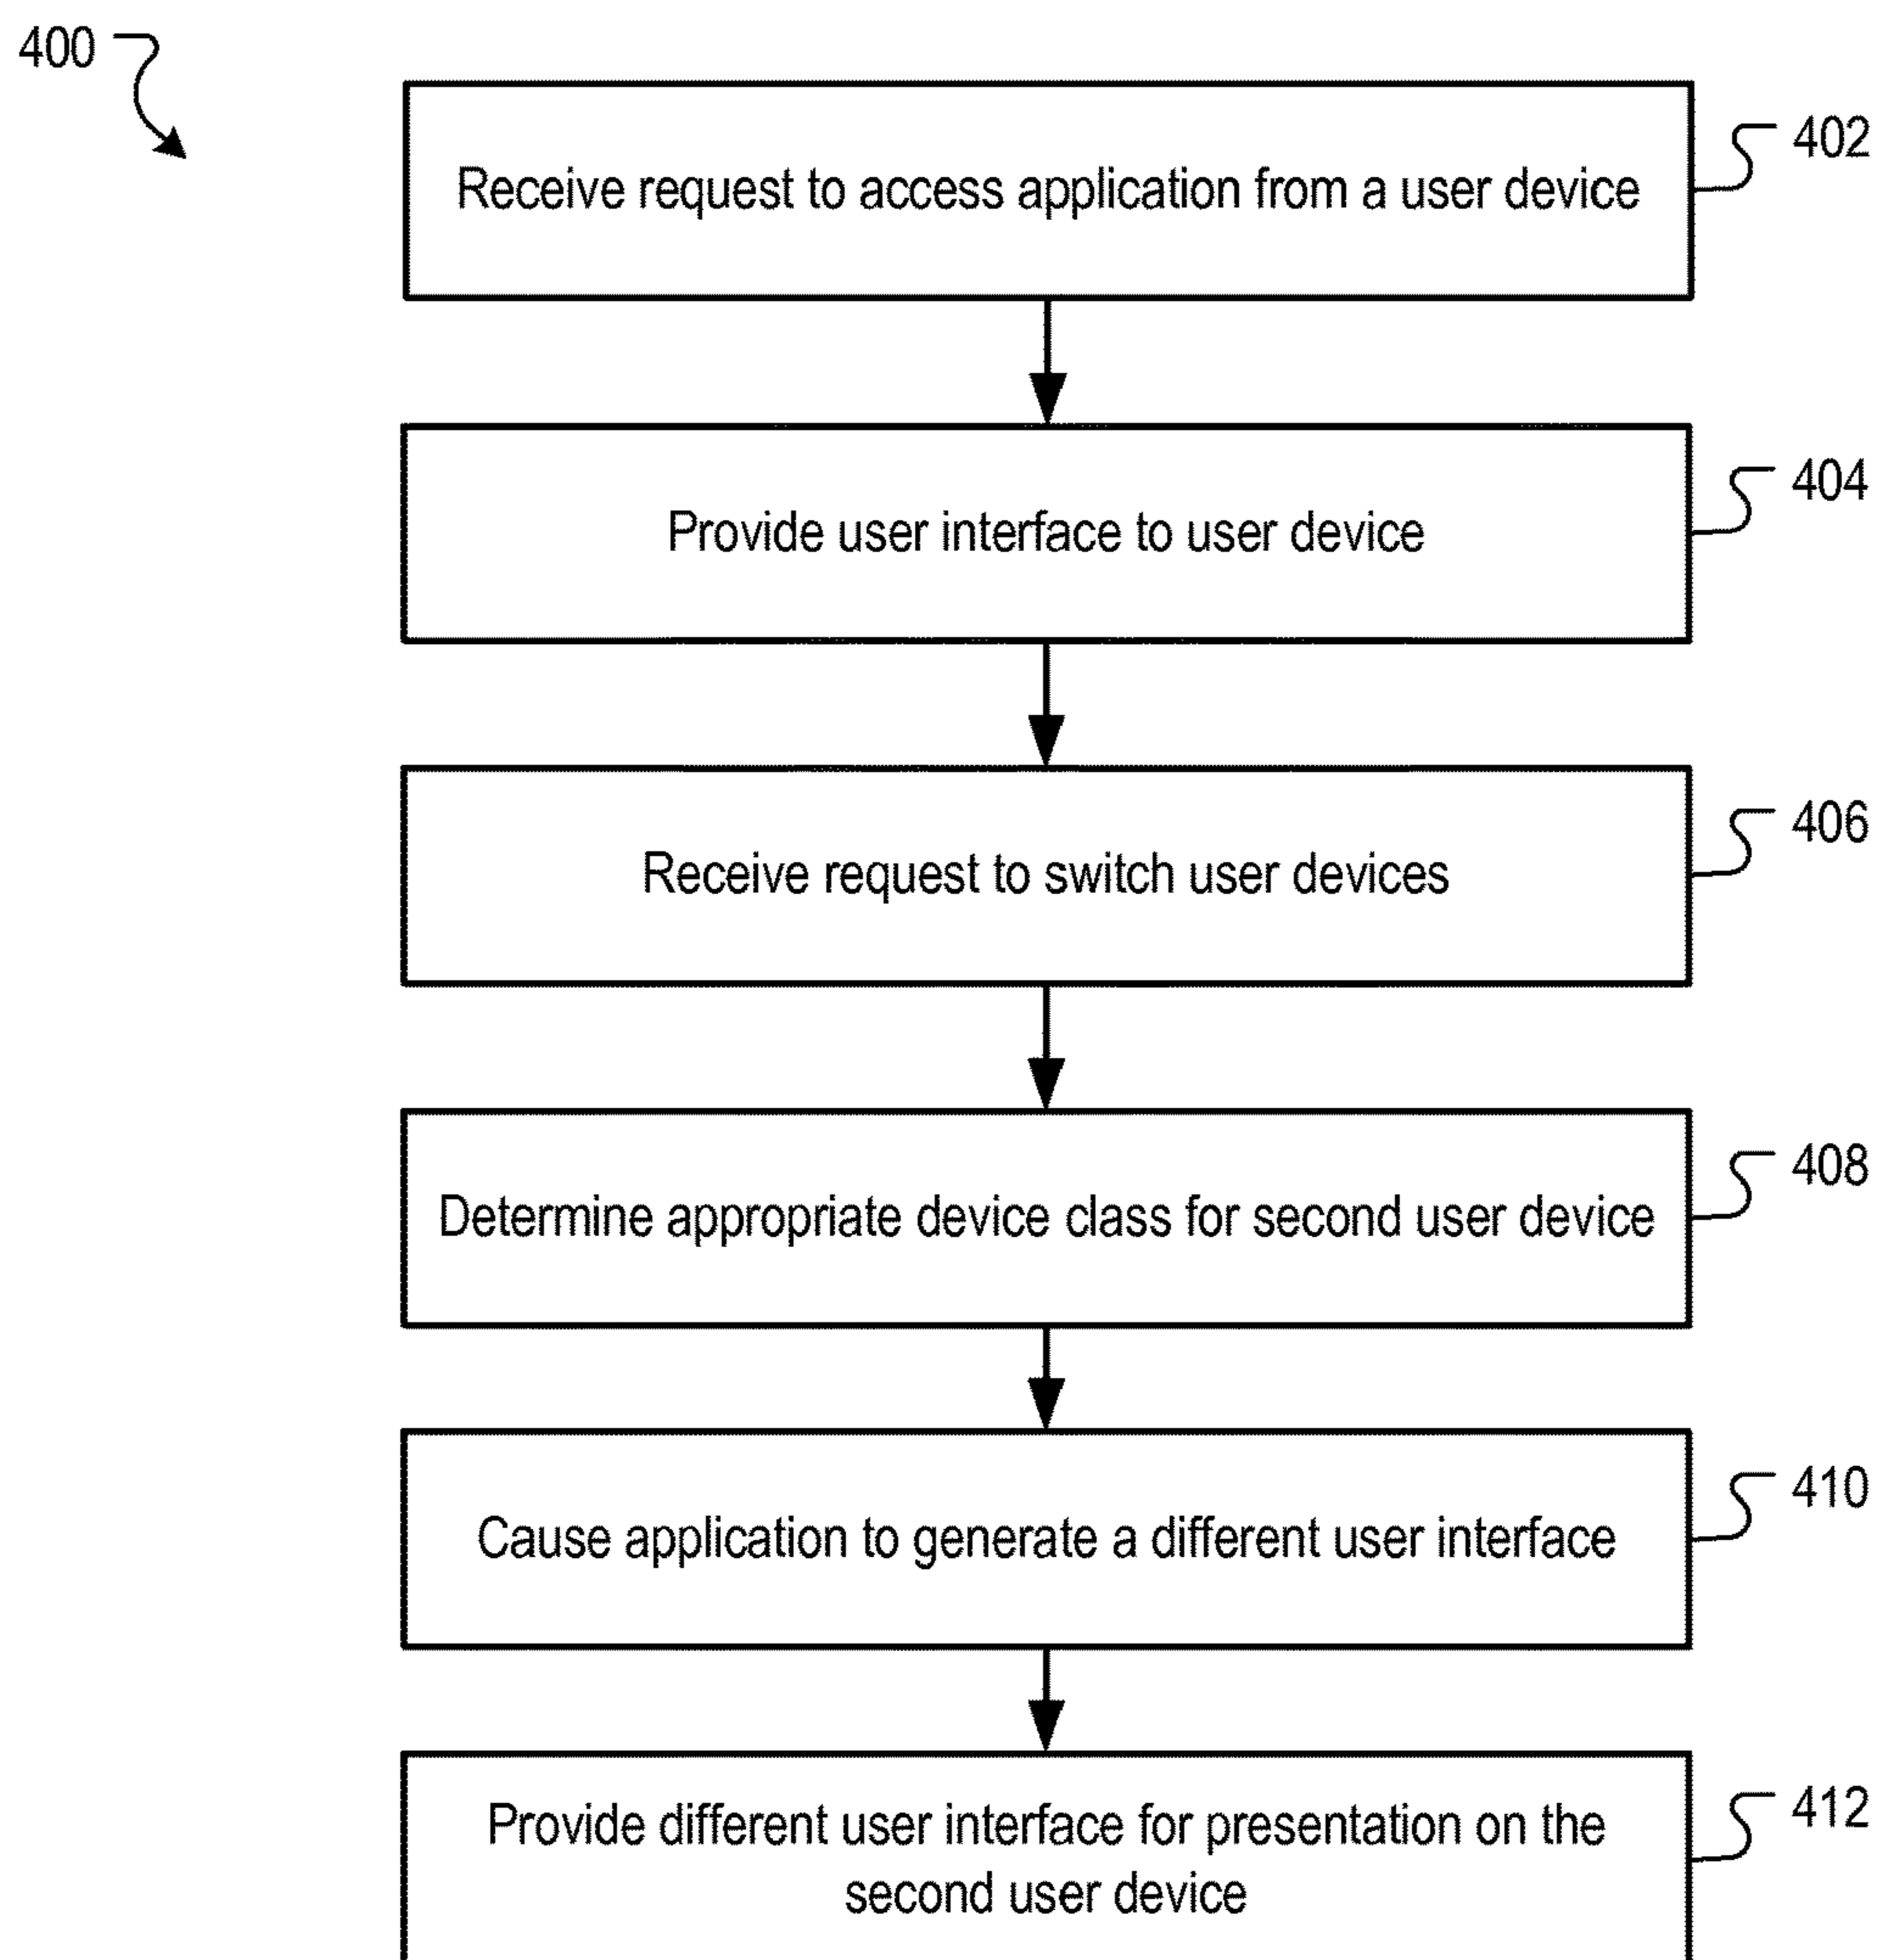 400
Receive request to access application from a user device
402
Provide user interface to user device
404
Receive request to switch user devices
406
Determine appropriate device class for second user device
408
Cause application to generate a different user interface
410
Provide different user interface for presentation on the
second user device
412